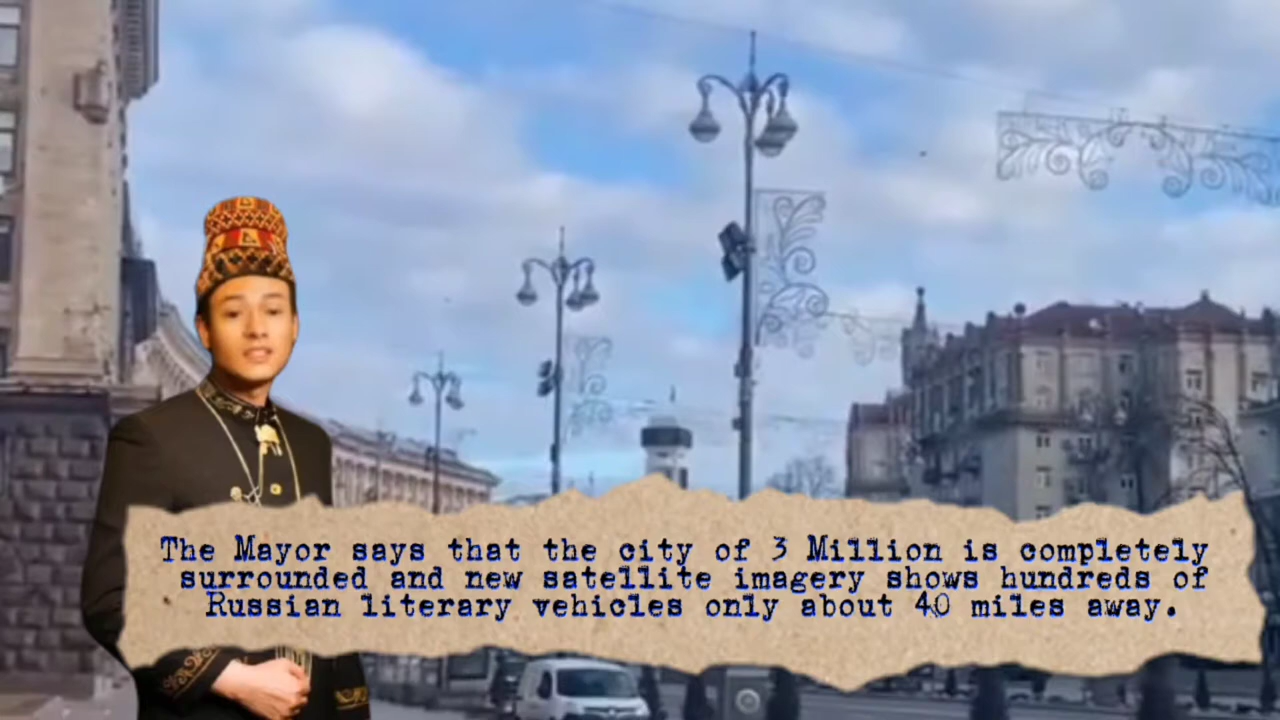 The Mayor says that the city of 3 Million is completely
surrounded and new satellite imagery shows hundreds of
Russian literary vehicles only about 40 miles away.